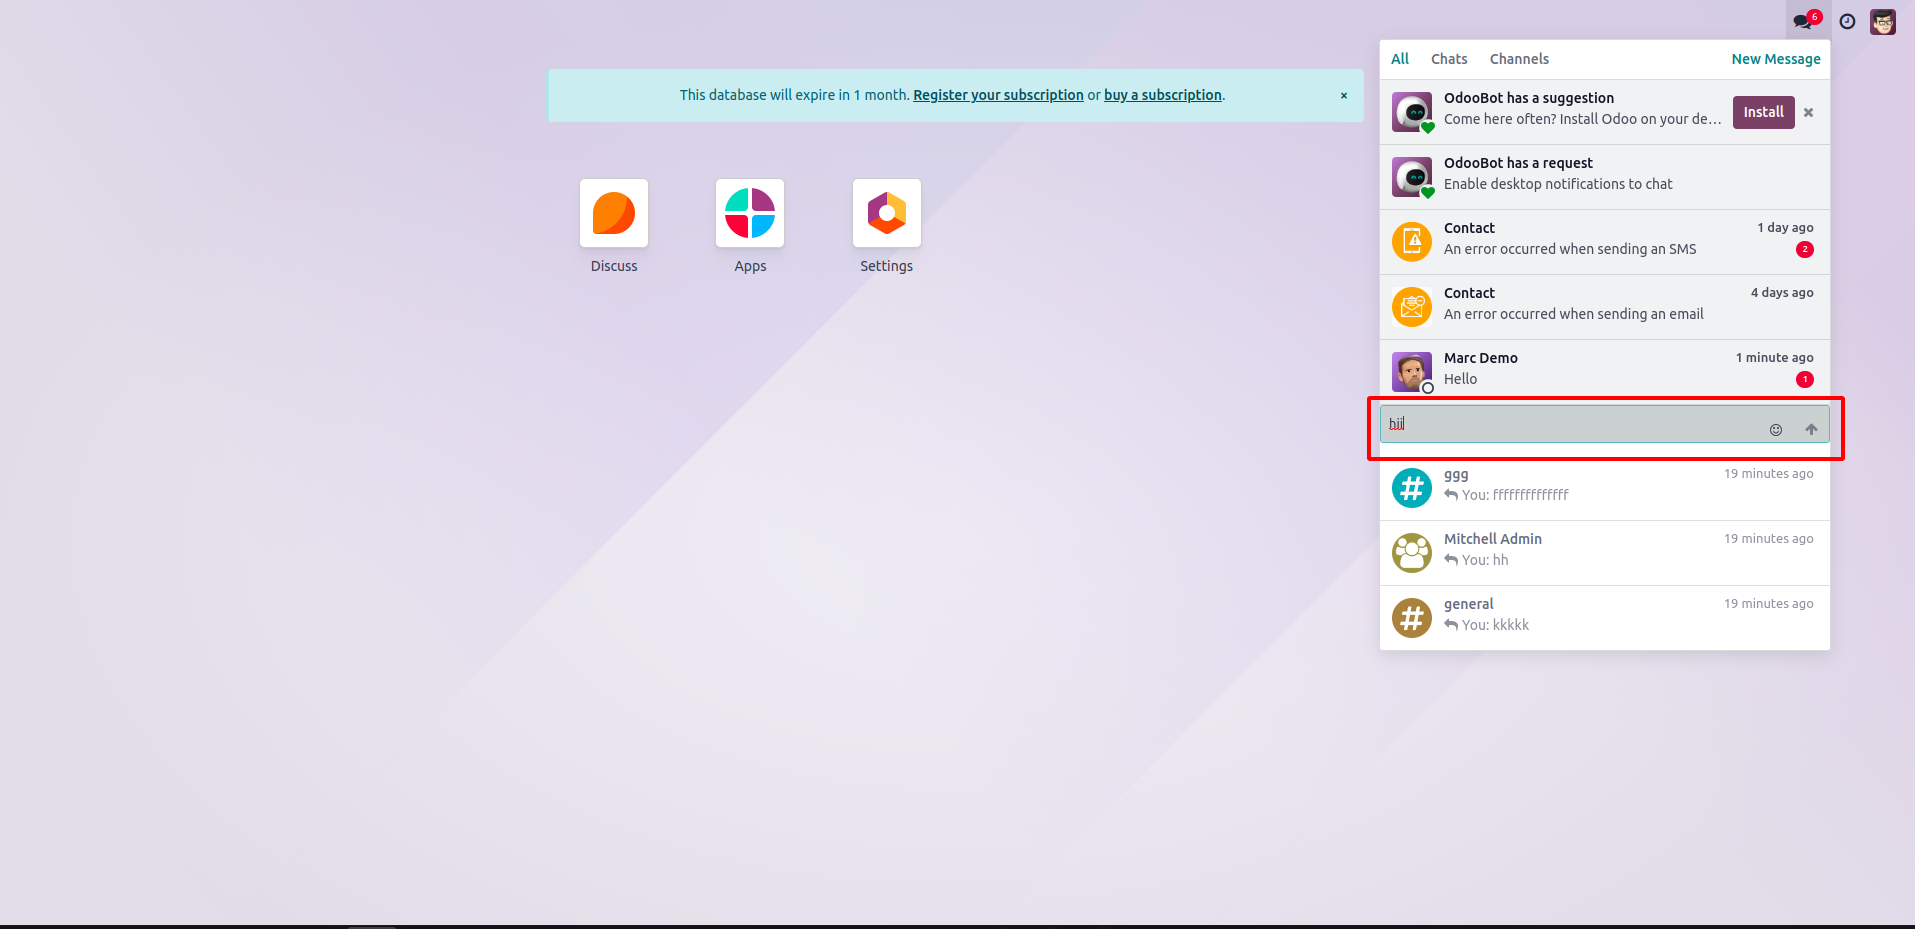 6
All Chats Channels New Message
This database will expire in 1 month. Register your subscription or buy a subscription. ×
OdooBot has a suggestion
Come here often? Install Odoo on your de...
Install
OdooBot has a request
Enable desktop notifications to chat
Contact 1 day ago
An error occurred when sending an SMS 2
Contact 4 days ago
An error occurred when sending an email
Marc Demo 1 minute ago
Hello 1
hii
ggg 19 minutes ago
You: ffffffffffffff
Mitchell Admin 19 minutes ago
You: hh
general 19 minutes ago
You: kkkkk
Discuss Apps Settings